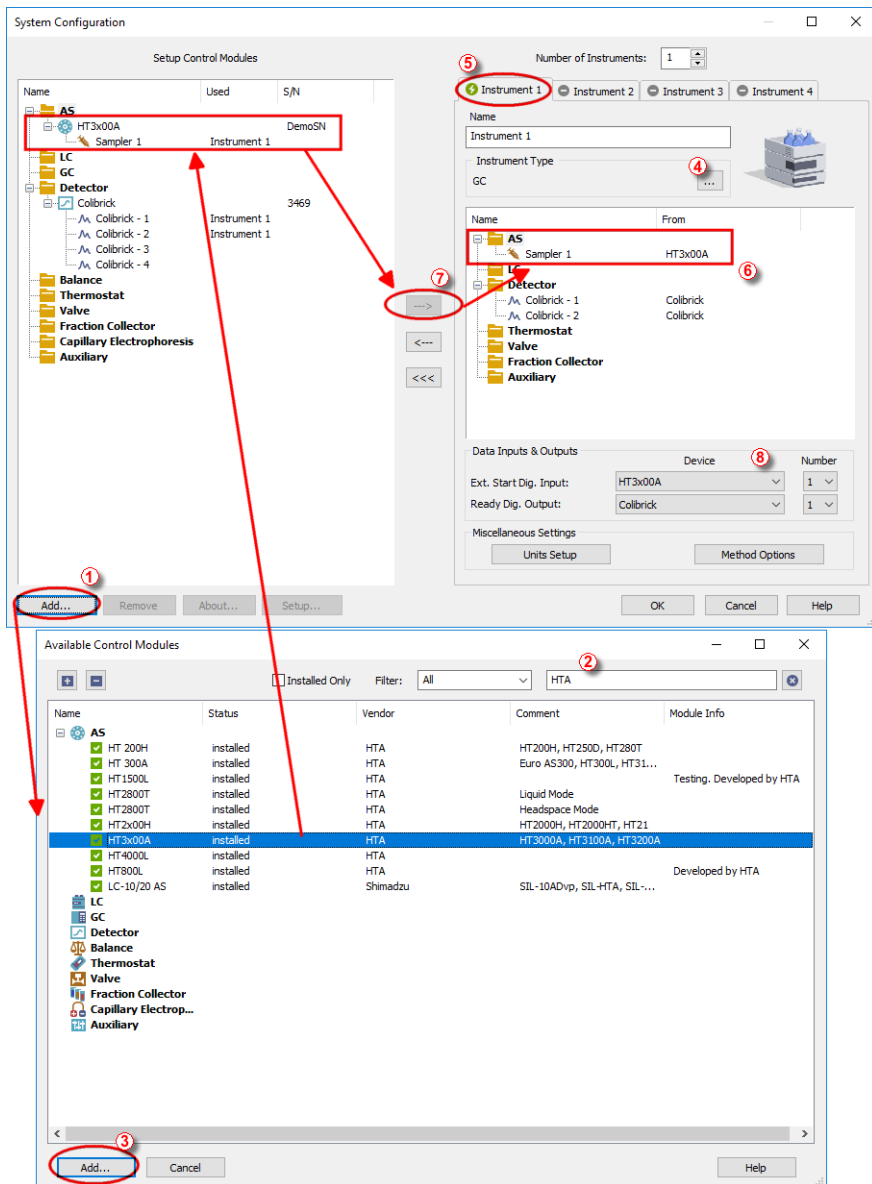 System Configuration
Setup Control Modules
Number of Instruments: 1
⑤
Name Used S/N
AS
HT3x00A DemoSN
Sampler 1 Instrument 1
LC
GC
Detector
Colibrick 3469
Colibrick - 1 Instrument 1
Colibrick - 2 Instrument 1
Colibrick - 3
Colibrick - 4
Balance
Thermostat
Valve
Fraction Collector
Capillary Electrophoresis
Auxiliary
⑦
--->
<---
<<<
Instrument 1 Instrument 2 Instrument 3 Instrument 4
Name
Instrument 1
Instrument Type
④
GC ...
Name From
AS
Sampler 1 HT3x00A
⑥
LC
Detector
Colibrick - 1 Colibrick
Colibrick - 2 Colibrick
Thermostat
Valve
Fraction Collector
Auxiliary
Data Inputs & Outputs
Device ⑧ Number
Ext. Start Dig. Input: HT3x00A 1
Ready Dig. Output: Colibrick 1
Miscellaneous Settings
Units Setup Method Options
①
Add... Remove About... Setup... OK Cancel Help
Available Control Modules
②
Installed Only Filter: All HTA
Name Status Vendor Comment Module Info
AS
HT 200H installed HTA HT200H, HT250D, HT280T
HT 300A installed HTA Euro AS300, HT300L, HT31...
HT1500L installed HTA Testing. Developed by HTA
HT2800T installed HTA Liquid Mode
HT2800T installed HTA Headspace Mode
HT2x00H installed HTA HT2000H, HT2000HT, HT21
HT3x00A installed HTA HT3000A, HT3100A, HT3200A
HT4000L installed HTA
HT800L installed HTA Developed by HTA
LC-10/20 AS installed Shimadzu SIL-10ADvp, SIL-HTA, SIL-...
LC
GC
Detector
Balance
Thermostat
Valve
Fraction Collector
Capillary Electrop...
Auxiliary
③
Add... Cancel Help